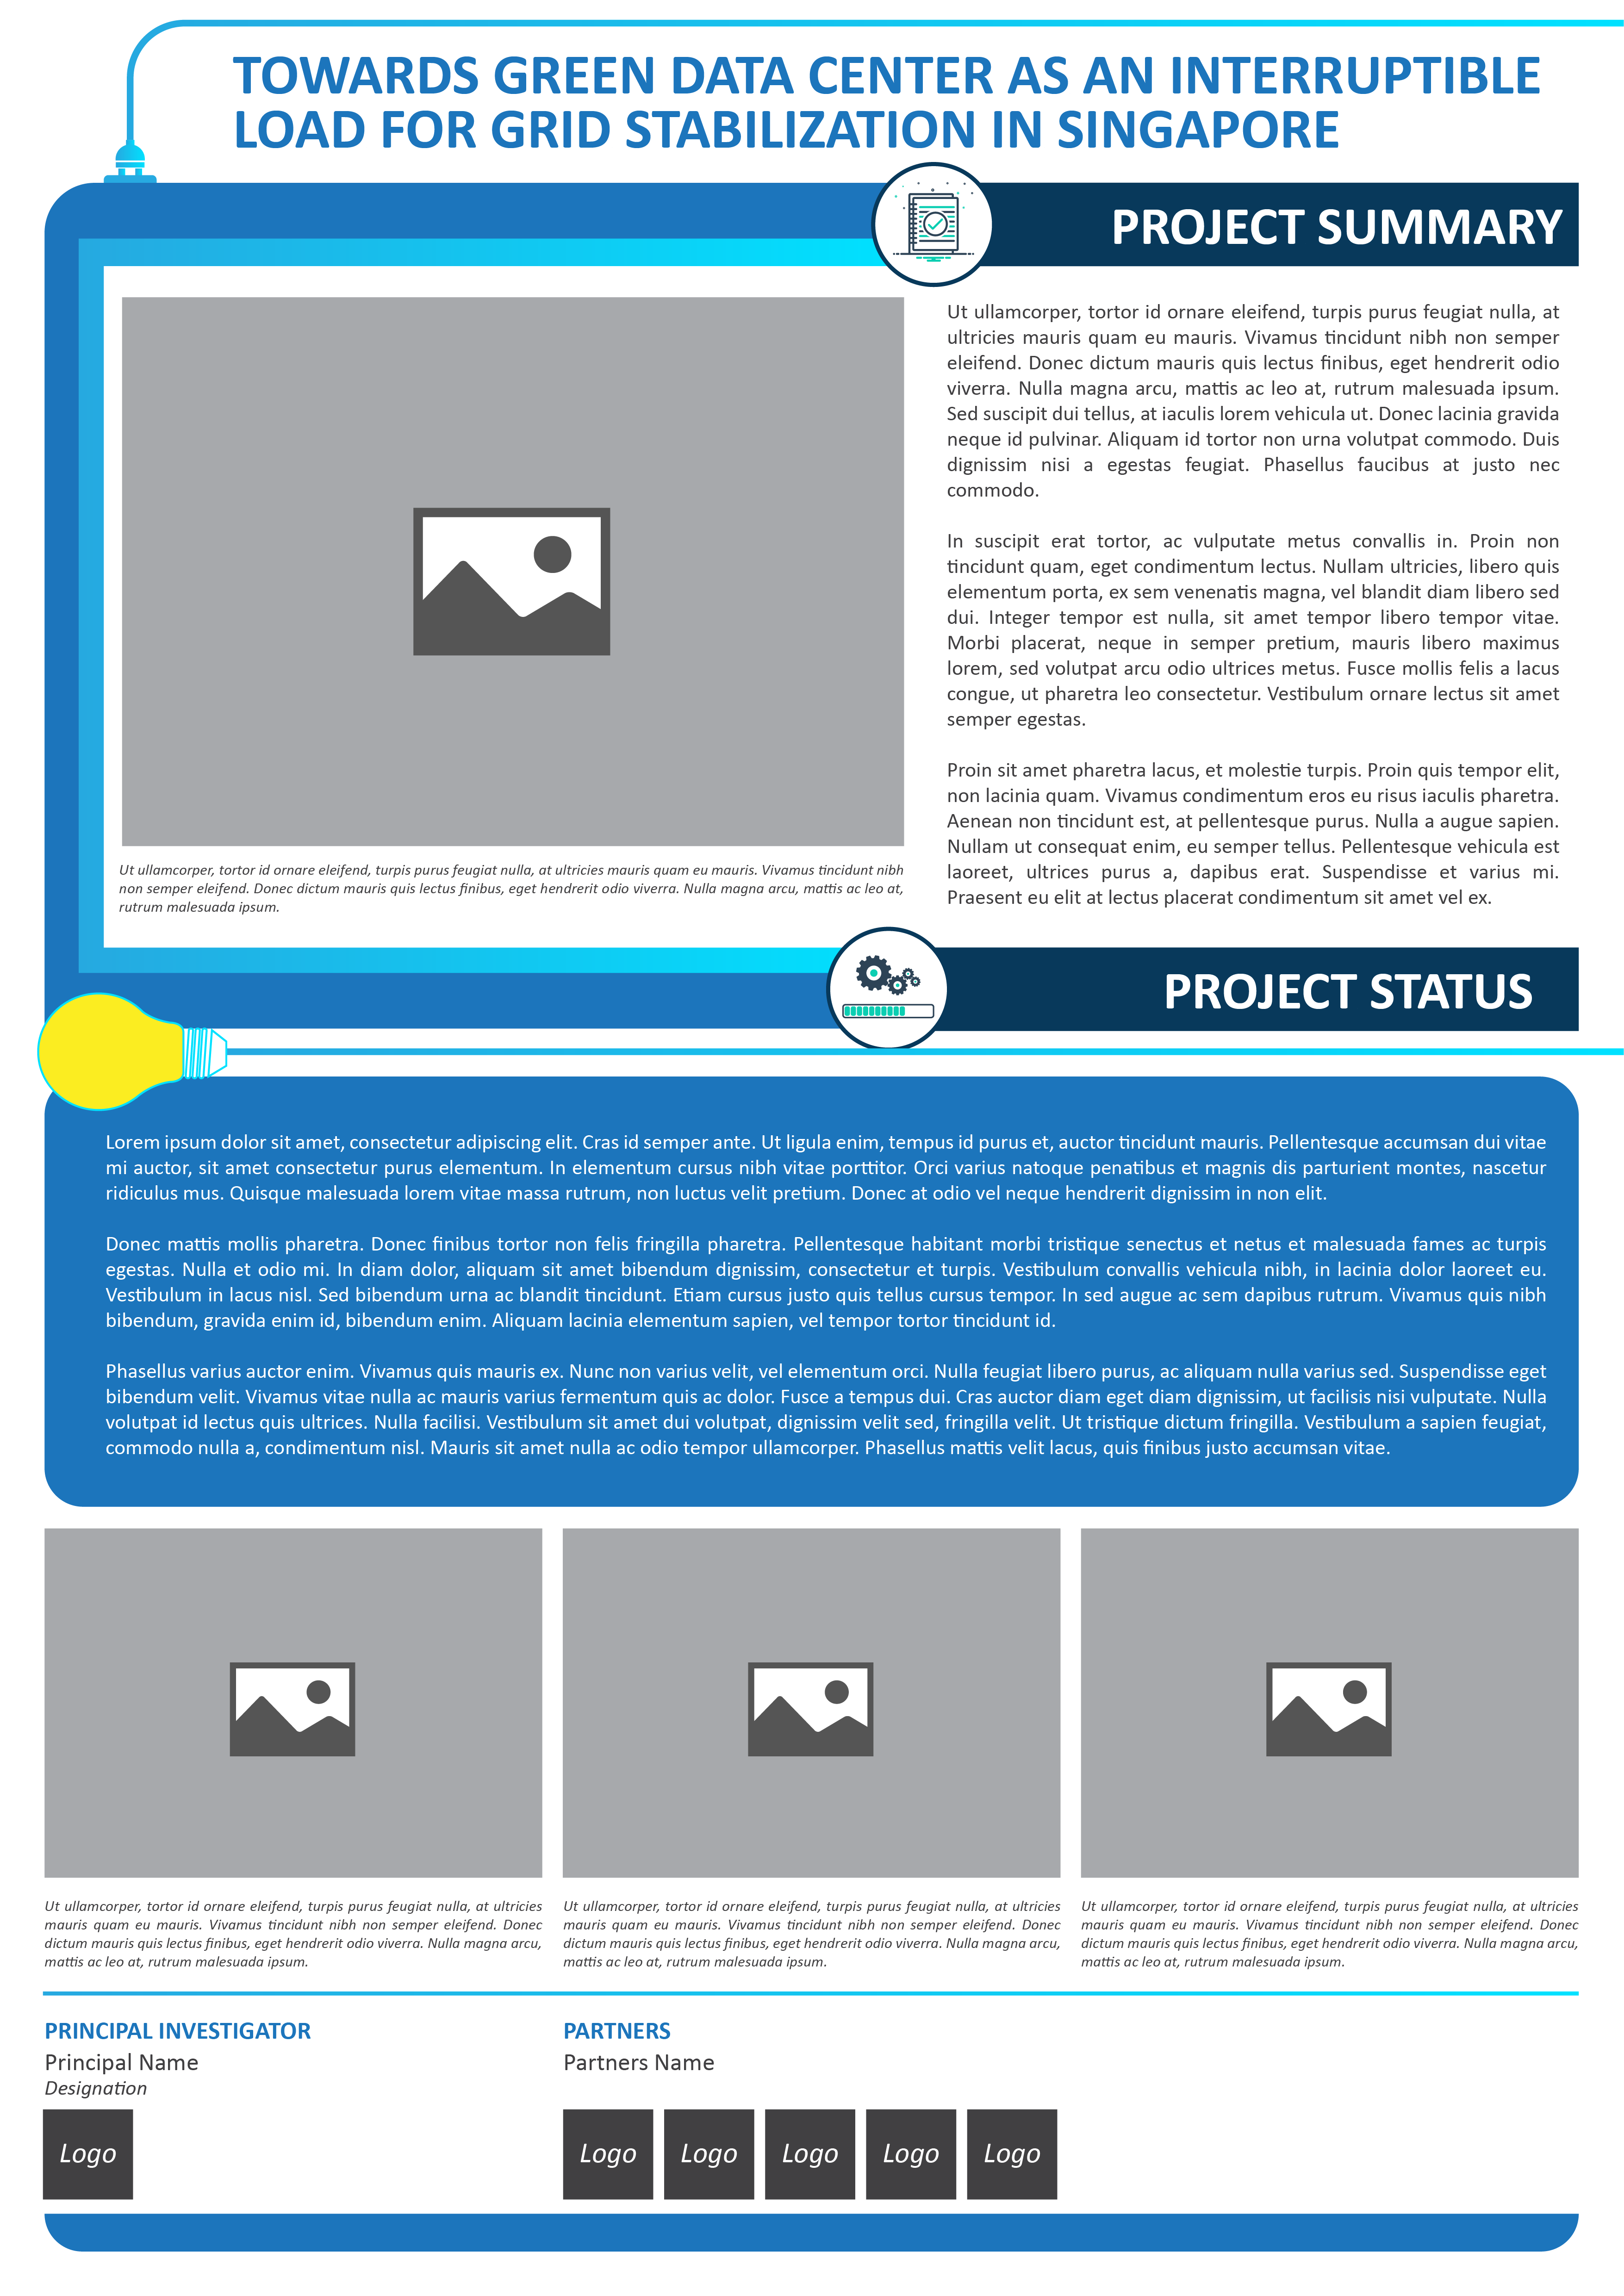 TOWARDS GREEN DATA CENTER AS AN INTERRUPTIBLE
LOAD FOR GRID STABILIZATION IN SINGAPORE
PROJECT SUMMARY
Ut ullamcorper, tortor id ornare eleifend, turpis purus feugiat nulla, at
ultricies mauris quam eu mauris. Vivamus tincidunt nibh non semper
eleifend. Donec dictum mauris quis lectus finibus, eget hendrerit odio
viverra. Nulla magna arcu, mattis ac leo at, rutrum malesuada ipsum.
Sed suscipit dui tellus, at iaculis lorem vehicula ut. Donec lacinia gravida
neque id pulvinar. Aliquam id tortor non urna volutpat commodo. Duis
dignissim nisi a egestas feugiat. Phasellus faucibus at justo nec
commodo.
In suscipit erat tortor, ac vulputate metus convallis in. Proin non
tincidunt quam, eget condimentum lectus. Nullam ultricies, libero quis
elementum porta, ex sem venenatis magna, vel blandit diam libero sed
dui. Integer tempor est nulla, sit amet tempor libero tempor vitae.
Morbi placerat, neque in semper pretium, mauris libero maximus
lorem, sed volutpat arcu odio ultrices metus. Fusce mollis felis a lacus
congue, ut pharetra leo consectetur. Vestibulum ornare lectus sit amet
semper egestas.
Proin sit amet pharetra lacus, et molestie turpis. Proin quis tempor elit,
non lacinia quam. Vivamus condimentum eros eu risus iaculis pharetra.
Aenean non tincidunt est, at pellentesque purus. Nulla a augue sapien.
Nullam ut consequat enim, eu semper tellus. Pellentesque vehicula est
laoreet, ultrices purus a, dapibus erat. Suspendisse et varius mi.
Praesent eu elit at lectus placerat condimentum sit amet vel ex.
Ut ullamcorper, tortor id ornare eleifend, turpis purus feugiat nulla, at ultricies mauris quam eu mauris. Vivamus tincidunt nibh
non semper eleifend. Donec dictum mauris quis lectus finibus, eget hendrerit odio viverra. Nulla magna arcu, mattis ac leo at,
rutrum malesuada ipsum.
PROJECT STATUS
Lorem ipsum dolor sit amet, consectetur adipiscing elit. Cras id semper ante. Ut ligula enim, tempus id purus et, auctor tincidunt mauris. Pellentesque accumsan dui vitae
mi auctor, sit amet consectetur purus elementum. In elementum cursus nibh vitae porttitor. Orci varius natoque penatibus et magnis dis parturient montes, nascetur
ridiculus mus. Quisque malesuada lorem vitae massa rutrum, non luctus velit pretium. Donec at odio vel neque hendrerit dignissim in non elit.
Donec mattis mollis pharetra. Donec finibus tortor non felis fringilla pharetra. Pellentesque habitant morbi tristique senectus et netus et malesuada fames ac turpis
egestas. Nulla et odio mi. In diam dolor, aliquam sit amet bibendum dignissim, consectetur et turpis. Vestibulum convallis vehicula nibh, in lacinia dolor laoreet eu.
Vestibulum in lacus nisl. Sed bibendum urna ac blandit tincidunt. Etiam cursus justo quis tellus cursus tempor. In sed augue ac sem dapibus rutrum. Vivamus quis nibh
bibendum, gravida enim id, bibendum enim. Aliquam lacinia elementum sapien, vel tempor tortor tincidunt id.
Phasellus varius auctor enim. Vivamus quis mauris ex. Nunc non varius velit, vel elementum orci. Nulla feugiat libero purus, ac aliquam nulla varius sed. Suspendisse eget
bibendum velit. Vivamus vitae nulla ac mauris varius fermentum quis ac dolor. Fusce a tempus dui. Cras auctor diam eget diam dignissim, ut facilisis nisi vulputate. Nulla
volutpat id lectus quis ultrices. Nulla facilisi. Vestibulum sit amet dui volutpat, dignissim velit sed, fringilla velit. Ut tristique dictum fringilla. Vestibulum a sapien feugiat,
commodo nulla a, condimentum nisl. Mauris sit amet nulla ac odio tempor ullamcorper. Phasellus mattis velit lacus, quis finibus justo accumsan vitae.
Ut ullamcorper, tortor id ornare eleifend, turpis purus feugiat nulla, at ultricies
mauris quam eu mauris. Vivamus tincidunt nibh non semper eleifend. Donec
dictum mauris quis lectus finibus, eget hendrerit odio viverra. Nulla magna arcu,
mattis ac leo at, rutrum malesuada ipsum.
Ut ullamcorper, tortor id ornare eleifend, turpis purus feugiat nulla, at ultricies
mauris quam eu mauris. Vivamus tincidunt nibh non semper eleifend. Donec
dictum mauris quis lectus finibus, eget hendrerit odio viverra. Nulla magna arcu,
mattis ac leo at, rutrum malesuada ipsum.
Ut ullamcorper, tortor id ornare eleifend, turpis purus feugiat nulla, at ultricies
mauris quam eu mauris. Vivamus tincidunt nibh non semper eleifend. Donec
dictum mauris quis lectus finibus, eget hendrerit odio viverra. Nulla magna arcu,
mattis ac leo at, rutrum malesuada ipsum.
PRINCIPAL INVESTIGATOR
Principal Name
Designation
Logo
PARTNERS
Partners Name
Logo Logo Logo Logo Logo